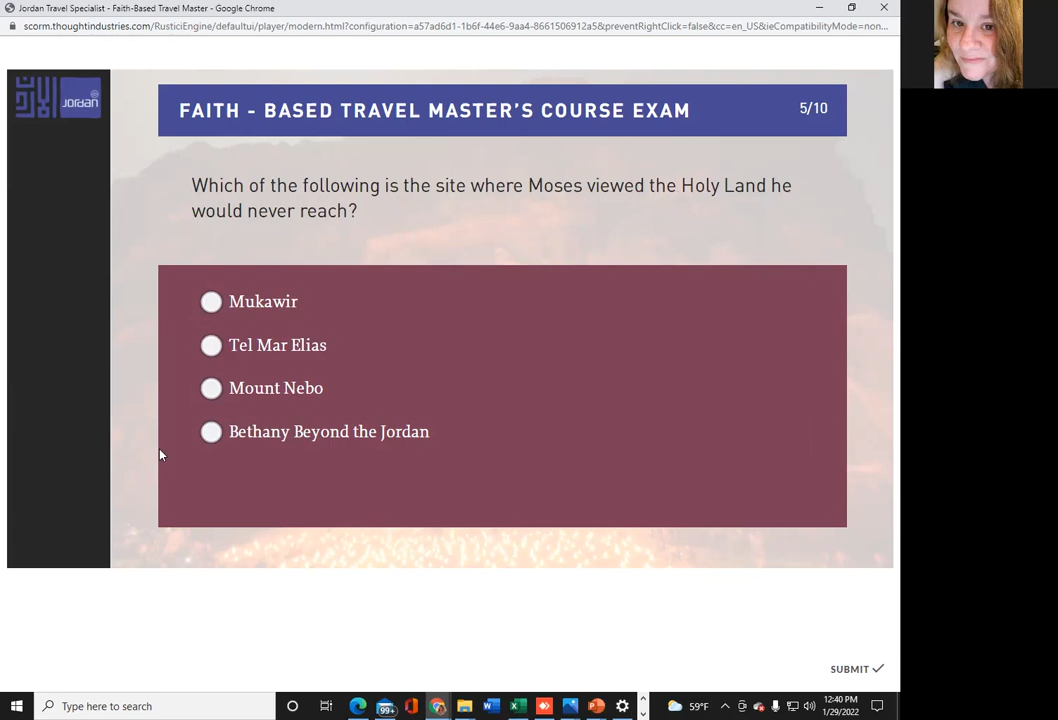 Jordan Travel Specialist - Faith-Based Travel Master - Google Chrome
scorm.thoughtindustries.com/RusticiEngine/defaultui/player/modern.html?configuration=a57ad6d1-1b6f-44e6-9aa4-8661506912a5&preventRightClick=false&cc=en_US&ieCompatibilityMode=non...
Jordan
FAITH - BASED TRAVEL MASTER'S COURSE EXAM
5/10
Which of the following is the site where Moses viewed the Holy Land he
would never reach?
Mukawir
Tel Mar Elias
Mount Nebo
Bethany Beyond the Jordan
SUBMIT
Type here to search
99+
59°F
12:40 PM
1/29/2022